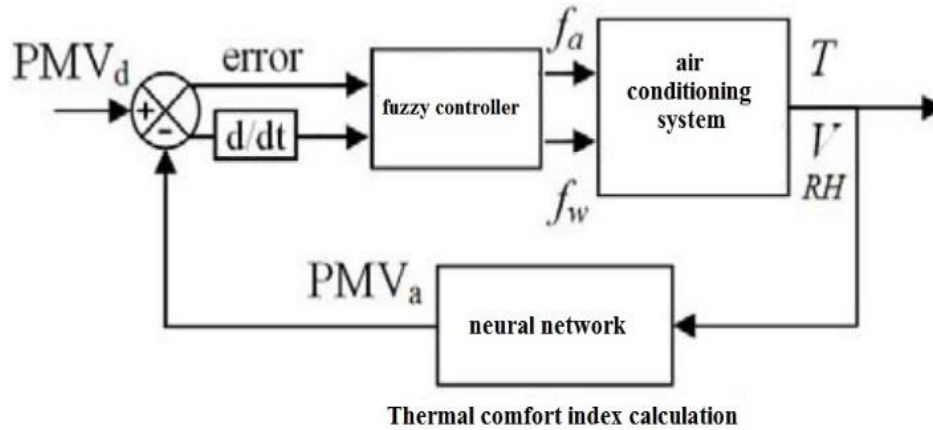 PMVd
+
-
error
d/dt
fuzzy controller
fa
fw
air
conditioning
system
T
V
RH
PMVa
neural network
Thermal comfort index calculation